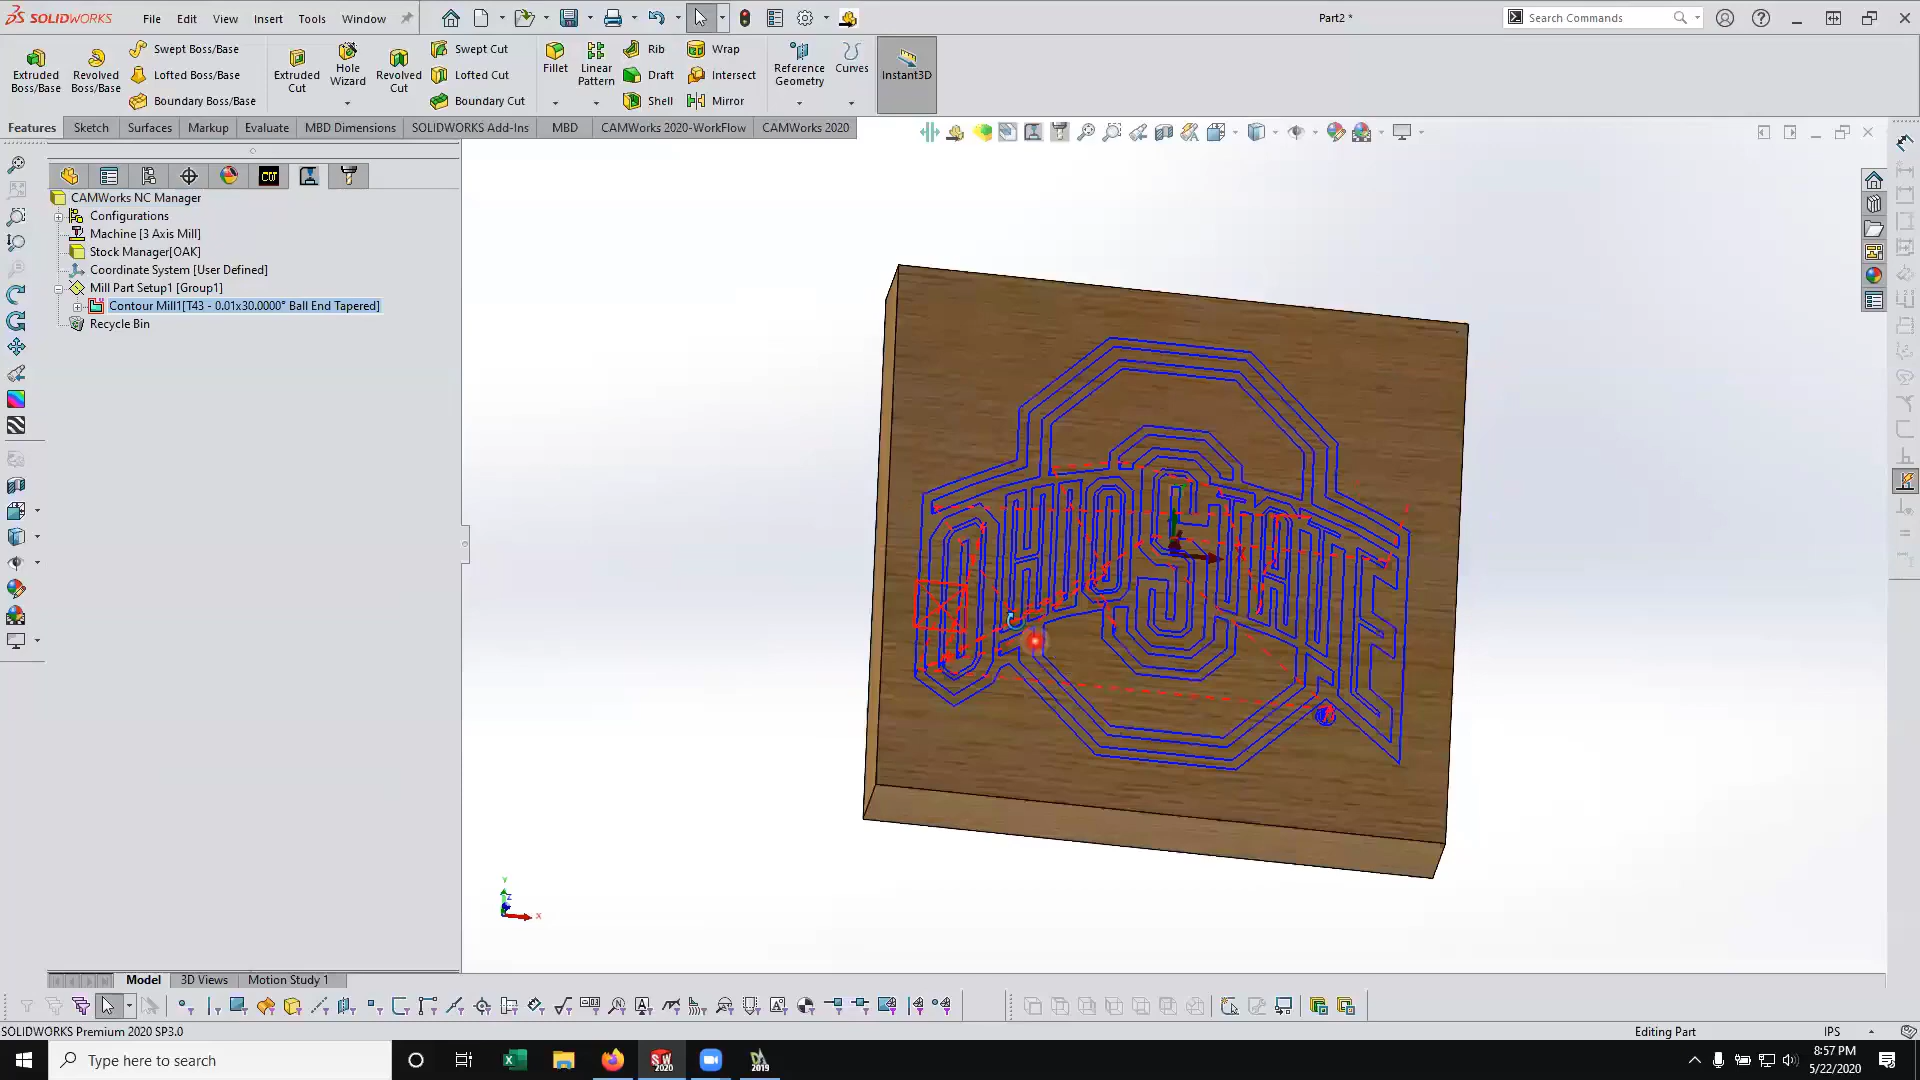 SOLIDWORKS
File Edit View Insert Tools Window
Part2 *
Search Commands
Extruded Boss/Base
Revolved Boss/Base
Swept Boss/Base
Lofted Boss/Base
Boundary Boss/Base
Extruded Cut
Hole Wizard
Revolved Cut
Swept Cut
Lofted Cut
Boundary Cut
Fillet
Linear Pattern
Rib
Draft
Shell
Wrap
Intersect
Mirror
Reference Geometry
Curves
Instant3D
Features Sketch Surfaces Markup Evaluate MBD Dimensions SOLIDWORKS Add-Ins MBD CAMWorks 2020-WorkFlow CAMWorks 2020
CAMWorks NC Manager
Configurations
Machine [3 Axis Mill]
Stock Manager[OAK]
Coordinate System [User Defined]
Mill Part Setup1 [Group1]
Contour Mill1[T43 - 0.01x30.0000° Ball End Tapered]
Recycle Bin
OHIO STATE
X
Y
Z
X
Model 3D Views Motion Study 1
SOLIDWORKS Premium 2020 SP3.0
Editing Part
IPS
Type here to search
8:57 PM
5/22/2020